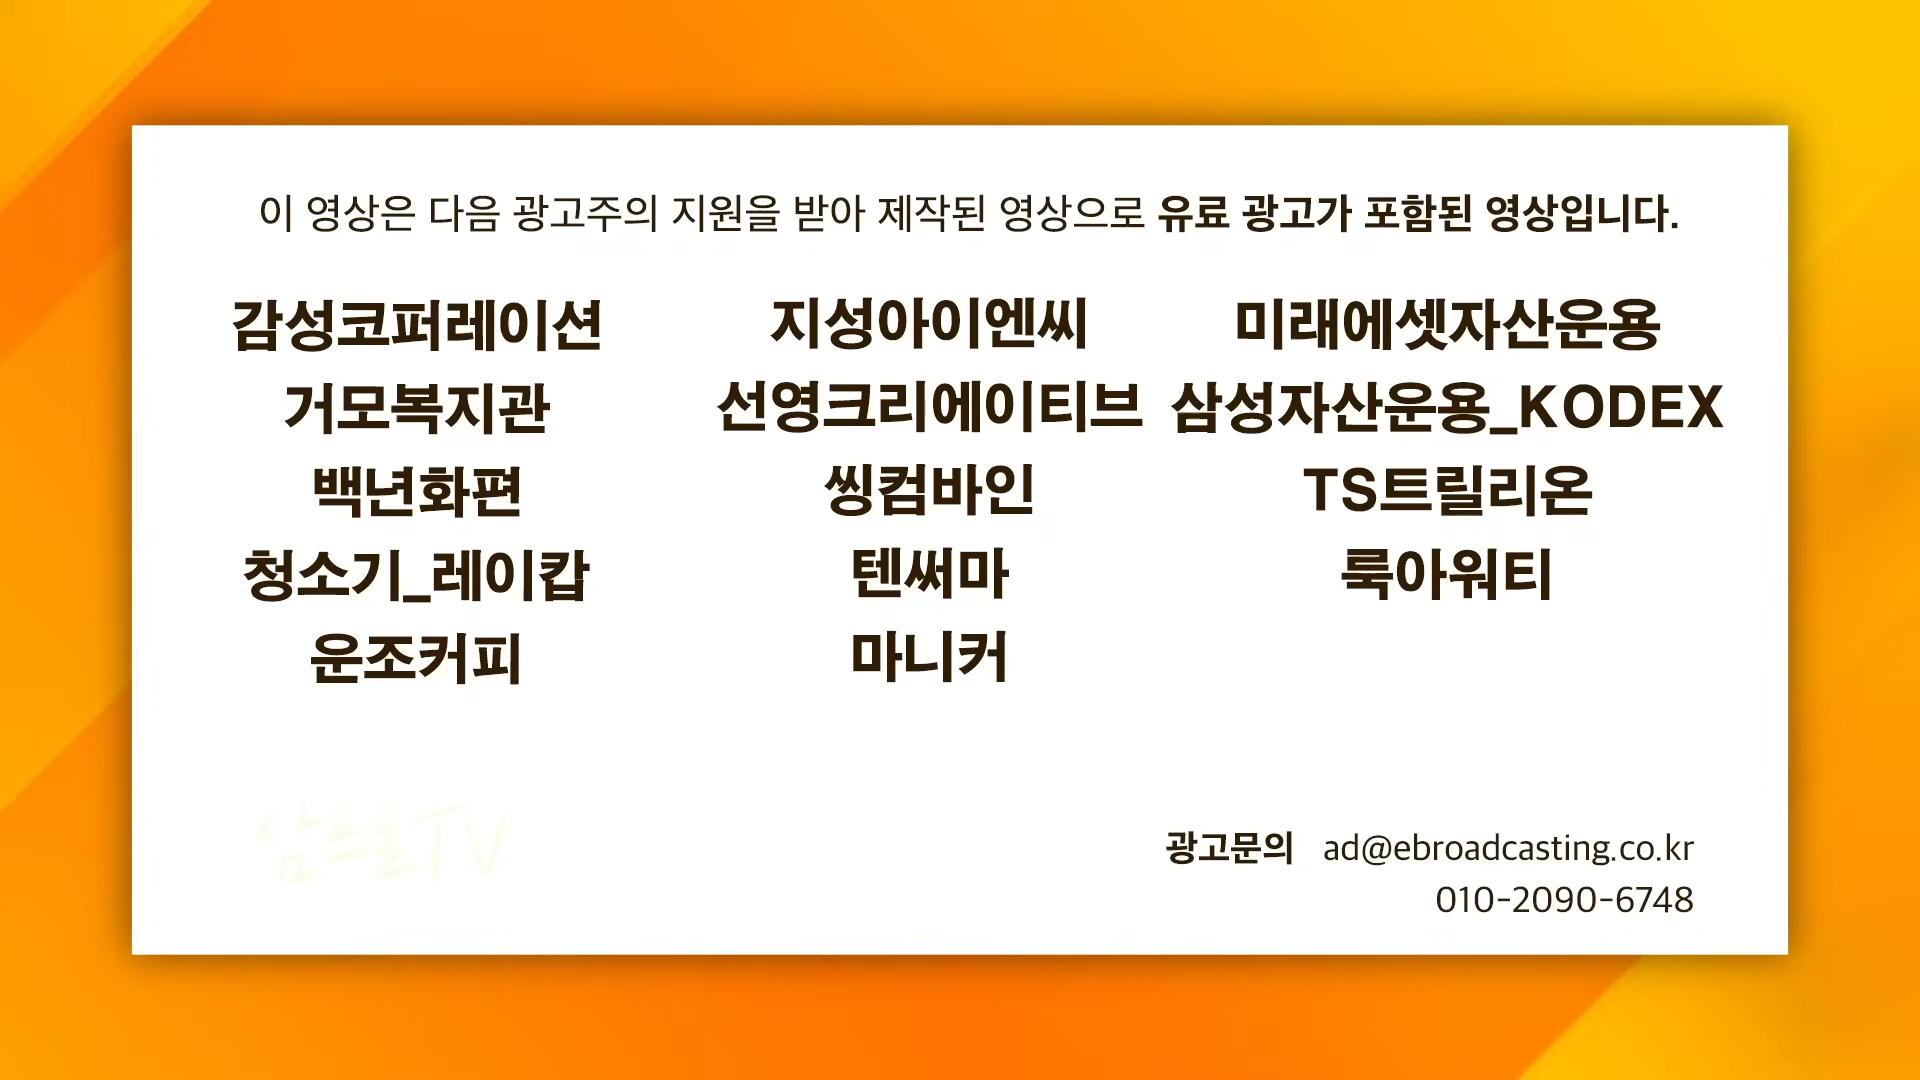 이 영상은 다음 광고주의 지원을 받아 제작된 영상으로 유료 광고가 포함된 영상입니다.
감성코퍼레이션
거모복지관
백년화편
청소기_레이캅
운조커피
지성아이엔씨
선영크리에이티브
씽컴바인
텐써마
마니커
미래에셋자산운용
삼성자산운용_KODEX
TS트릴리온
룩아워티
삼프로TV
광고문의 ad@ebroadcasting.co.kr
010-2090-6748